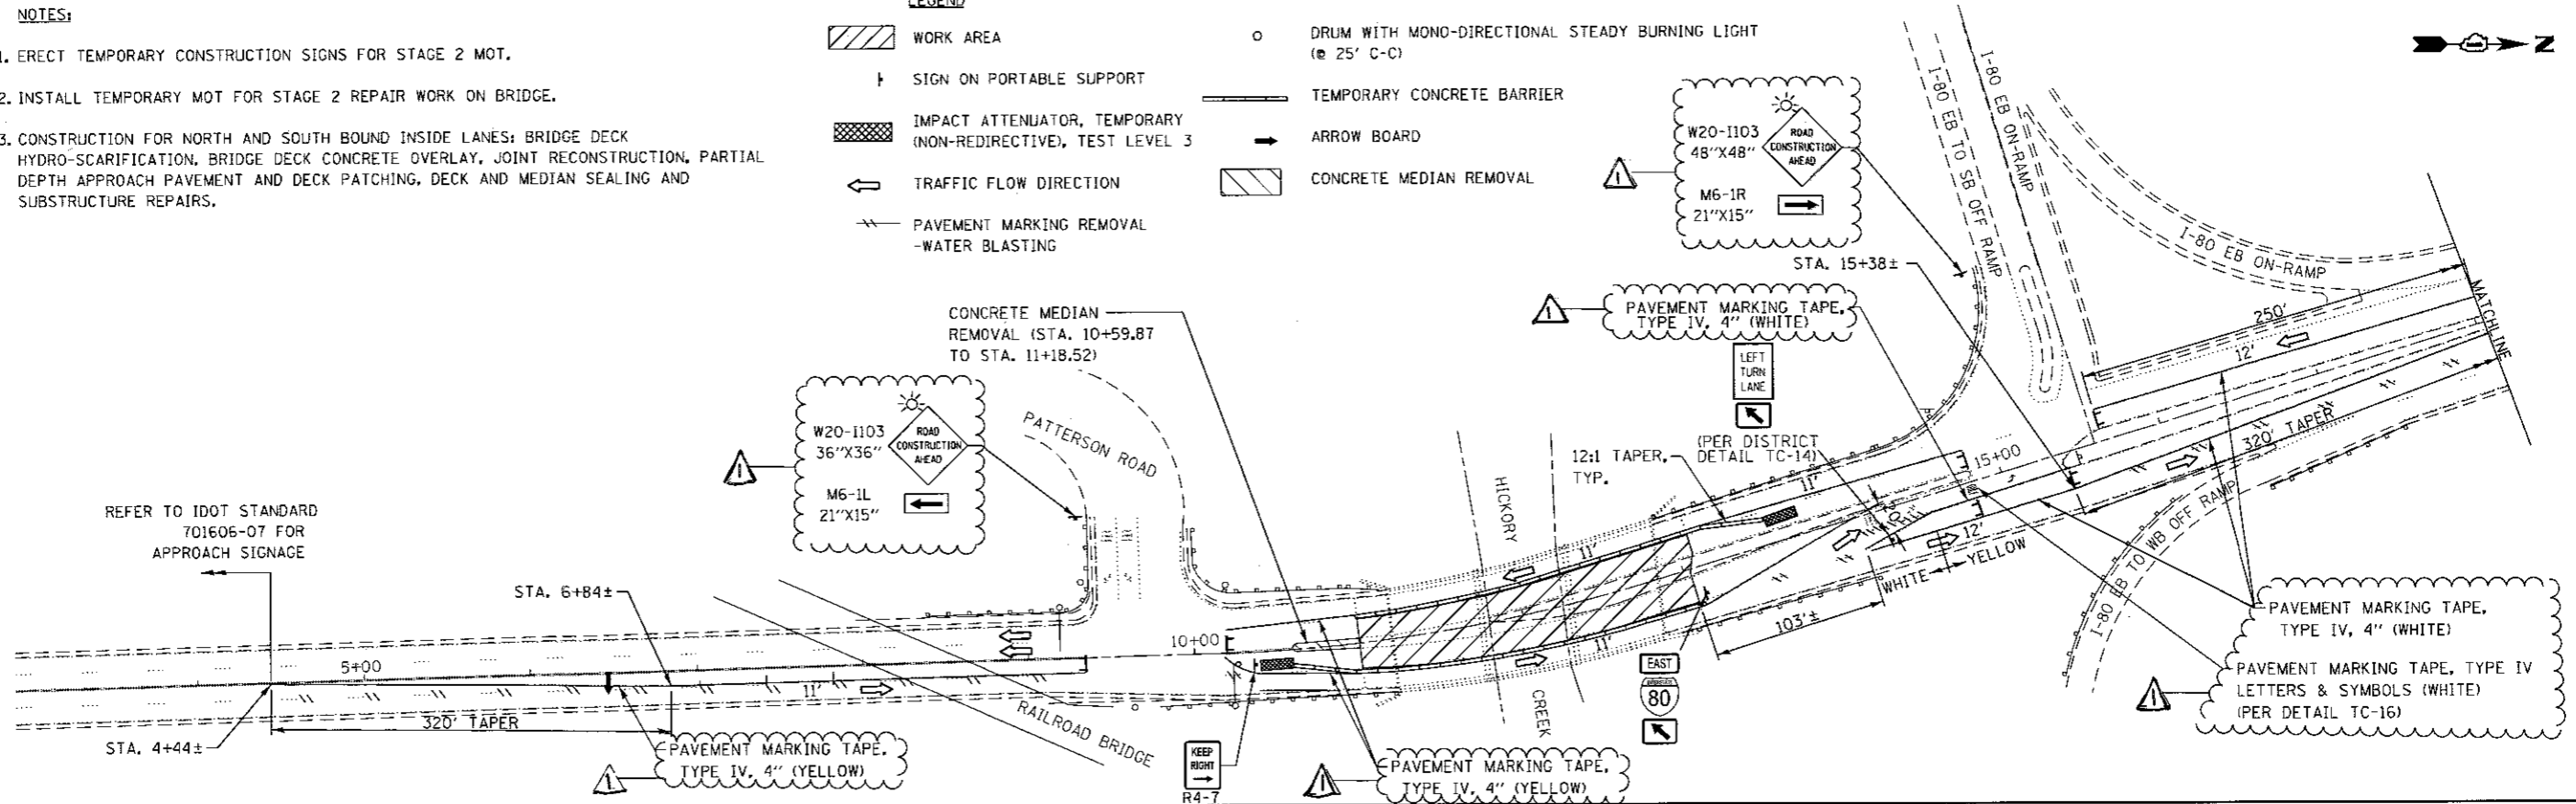 NOTES:
1. ERECT TEMPORARY CONSTRUCTION SIGNS FOR STAGE 2 MOT.
2. INSTALL TEMPORARY MOT FOR STAGE 2 REPAIR WORK ON BRIDGE.
3. CONSTRUCTION FOR NORTH AND SOUTH BOUND INSIDE LANES: BRIDGE DECK
HYDRO-SCARIFICATION, BRIDGE DECK CONCRETE OVERLAY, JOINT RECONSTRUCTION, PARTIAL
DEPTH APPROACH PAVEMENT AND DECK PATCHING, DECK AND MEDIAN SEALING AND
SUBSTRUCTURE REPAIRS.
LEGEND
WORK AREA
SIGN ON PORTABLE SUPPORT
IMPACT ATTENUATOR, TEMPORARY
(NON-REDIRECTIVE), TEST LEVEL 3
TRAFFIC FLOW DIRECTION
PAVEMENT MARKING REMOVAL
-WATER BLASTING
DRUM WITH MONO-DIRECTIONAL STEADY BURNING LIGHT
(@ 25' C-C)
TEMPORARY CONCRETE BARRIER
ARROW BOARD
CONCRETE MEDIAN REMOVAL
Z
W20-I103
48"X48"
ROAD
CONSTRUCTION
AHEAD
M6-1R
21"X15"
1
I-80 EB TO SB OFF RAMP
I-80 EB ON-RAMP
I-80 EB ON-RAMP
MATCHLINE
250'
12'
320' TAPER
STA. 15+38±
1
PAVEMENT MARKING TAPE,
TYPE IV, 4" (WHITE)
LEFT
TURN
LANE
(PER DISTRICT
DETAIL TC-14)
12:1 TAPER,
TYP.
15+00
11'
CONCRETE MEDIAN
REMOVAL (STA. 10+59.87
TO STA. 11+18.52)
W20-I103
36"X36"
ROAD
CONSTRUCTION
AHEAD
M6-1L
21"X15"
1
PATTERSON ROAD
HICKORY
CREEK
11'
11'
12'
WHITE
YELLOW
103'±
I-80 EB TO WB OFF RAMP
REFER TO IDOT STANDARD
701606-07 FOR
APPROACH SIGNAGE
STA. 6+84±
10+00
5+00
11'
320' TAPER
STA. 4+44±
RAILROAD BRIDGE
1
PAVEMENT MARKING TAPE,
TYPE IV, 4" (YELLOW)
KEEP
RIGHT
R4-7
1
PAVEMENT MARKING TAPE,
TYPE IV, 4" (YELLOW)
EAST
80
PAVEMENT MARKING TAPE,
TYPE IV, 4" (WHITE)
PAVEMENT MARKING TAPE, TYPE IV
LETTERS & SYMBOLS (WHITE)
(PER DETAIL TC-16)
1